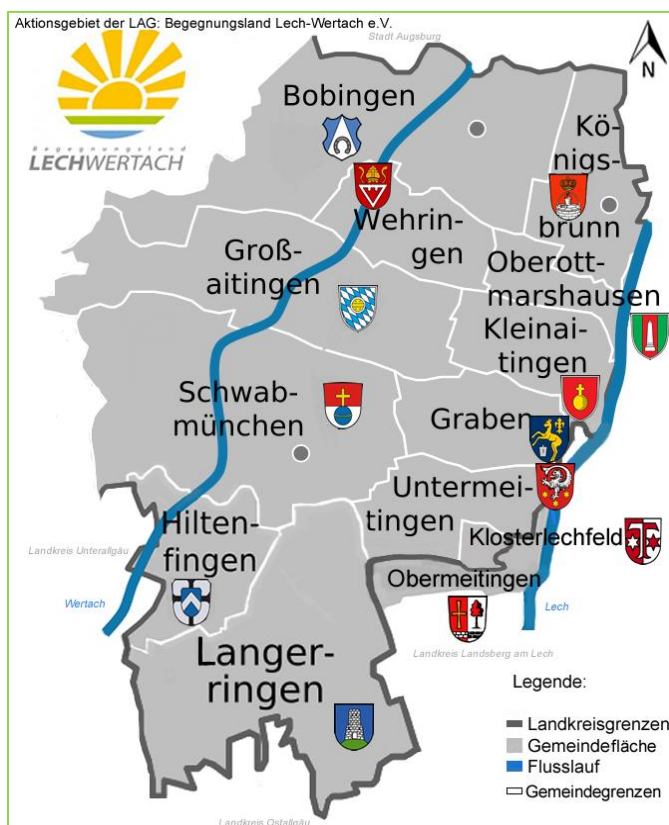 Aktionsgebiet der LAG: Begegnungsland Lech-Wertach e.V.
Stadt Augsburg
N
Begegnungsland
LECHWERTACH
Bobingen
Kö-
nigs-
brunn
Wehrin-
gen
Groß-
aitingen
Oberott-
marshausen
Kleinai-
tingen
Schwab-
münchen
Graben
Untermei-
tingen
Hilten-
fingen
Klosterlechfeld
Landkreis Unterallgäu
Obermeitingen
Wertach
Lech
Landkreis Landsberg am Lech
Langer-
ringen
Legende:
Landkreisgrenzen
Gemeindefläche
Flusslauf
Gemeindegrenzen
Landkreis Ostallgäu